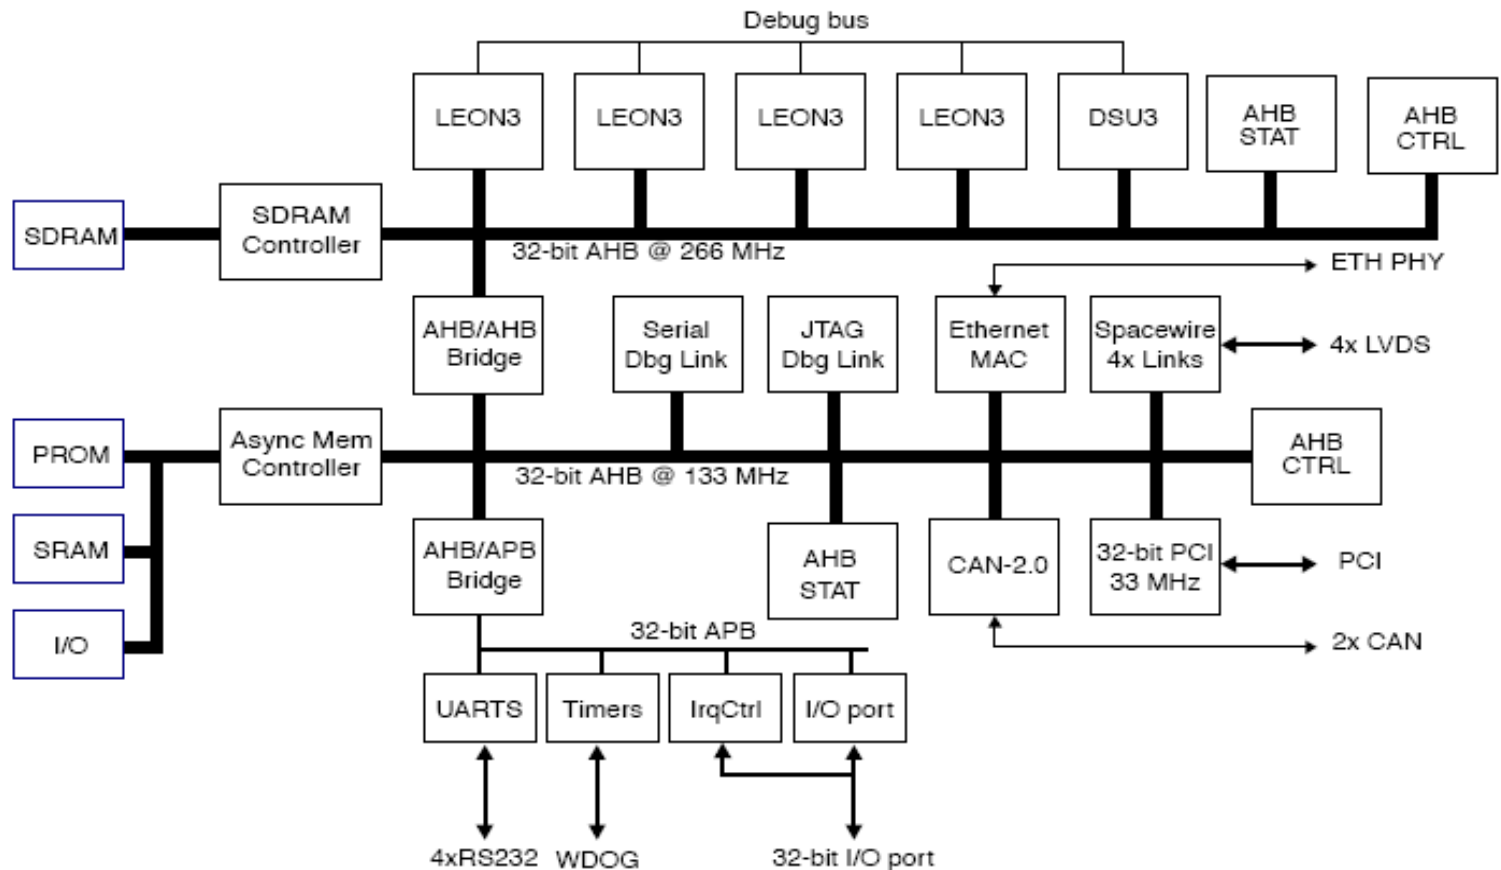 Debug bus
LEON3
LEON3
LEON3
LEON3
DSU3
AHB
STAT
AHB
CTRL
SDRAM
SDRAM
Controller
32-bit AHB @ 266 MHz
ETH PHY
AHB/AHB
Bridge
Serial
Dbg Link
JTAG
Dbg Link
Ethernet
MAC
Spacewire
4x Links
4x LVDS
PROM
Async Mem
Controller
32-bit AHB @ 133 MHz
AHB
CTRL
SRAM
AHB/APB
Bridge
AHB
STAT
CAN-2.0
32-bit PCI
33 MHz
PCI
I/O
32-bit APB
2x CAN
UARTS
Timers
IrqCtrl
I/O port
4xRS232
WDOG
32-bit I/O port